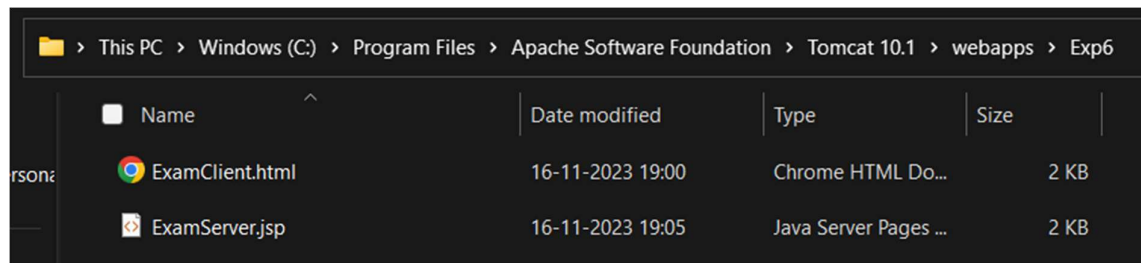 This PC > Windows (C:) > Program Files > Apache Software Foundation > Tomcat 10.1 > webapps > Exp6
Name Date modified Type Size
ExamClient.html 16-11-2023 19:00 Chrome HTML Do... 2 KB
ExamServer.jsp 16-11-2023 19:05 Java Server Pages ... 2 KB